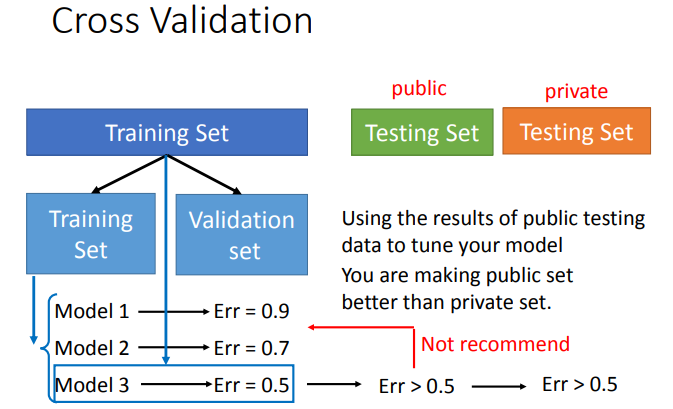 Cross Validation
public
private
Training Set
Testing Set
Testing Set
Training
Set
Validation
set
Using the results of public testing
data to tune your model
You are making public set
better than private set.
Model 1
Err = 0.9
Model 2
Err = 0.7
Not recommend
Model 3
Err = 0.5
Err > 0.5
Err > 0.5